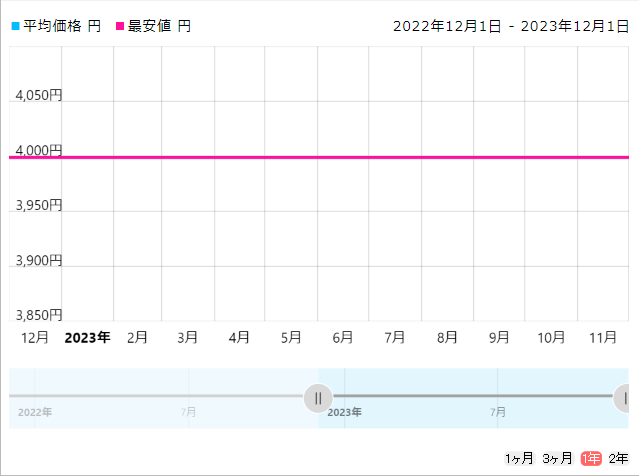 ■平均価格 円 ■最安値 円 2022年12月1日 - 2023年12月1日
4,050円
4,000円
3,950円
3,900円
3,850円
12月 2023年 2月 3月 4月 5月 6月 7月 8月 9月 10月 11月
2022年 7月 2023年 7月
1ヶ月 3ヶ月 1年 2年